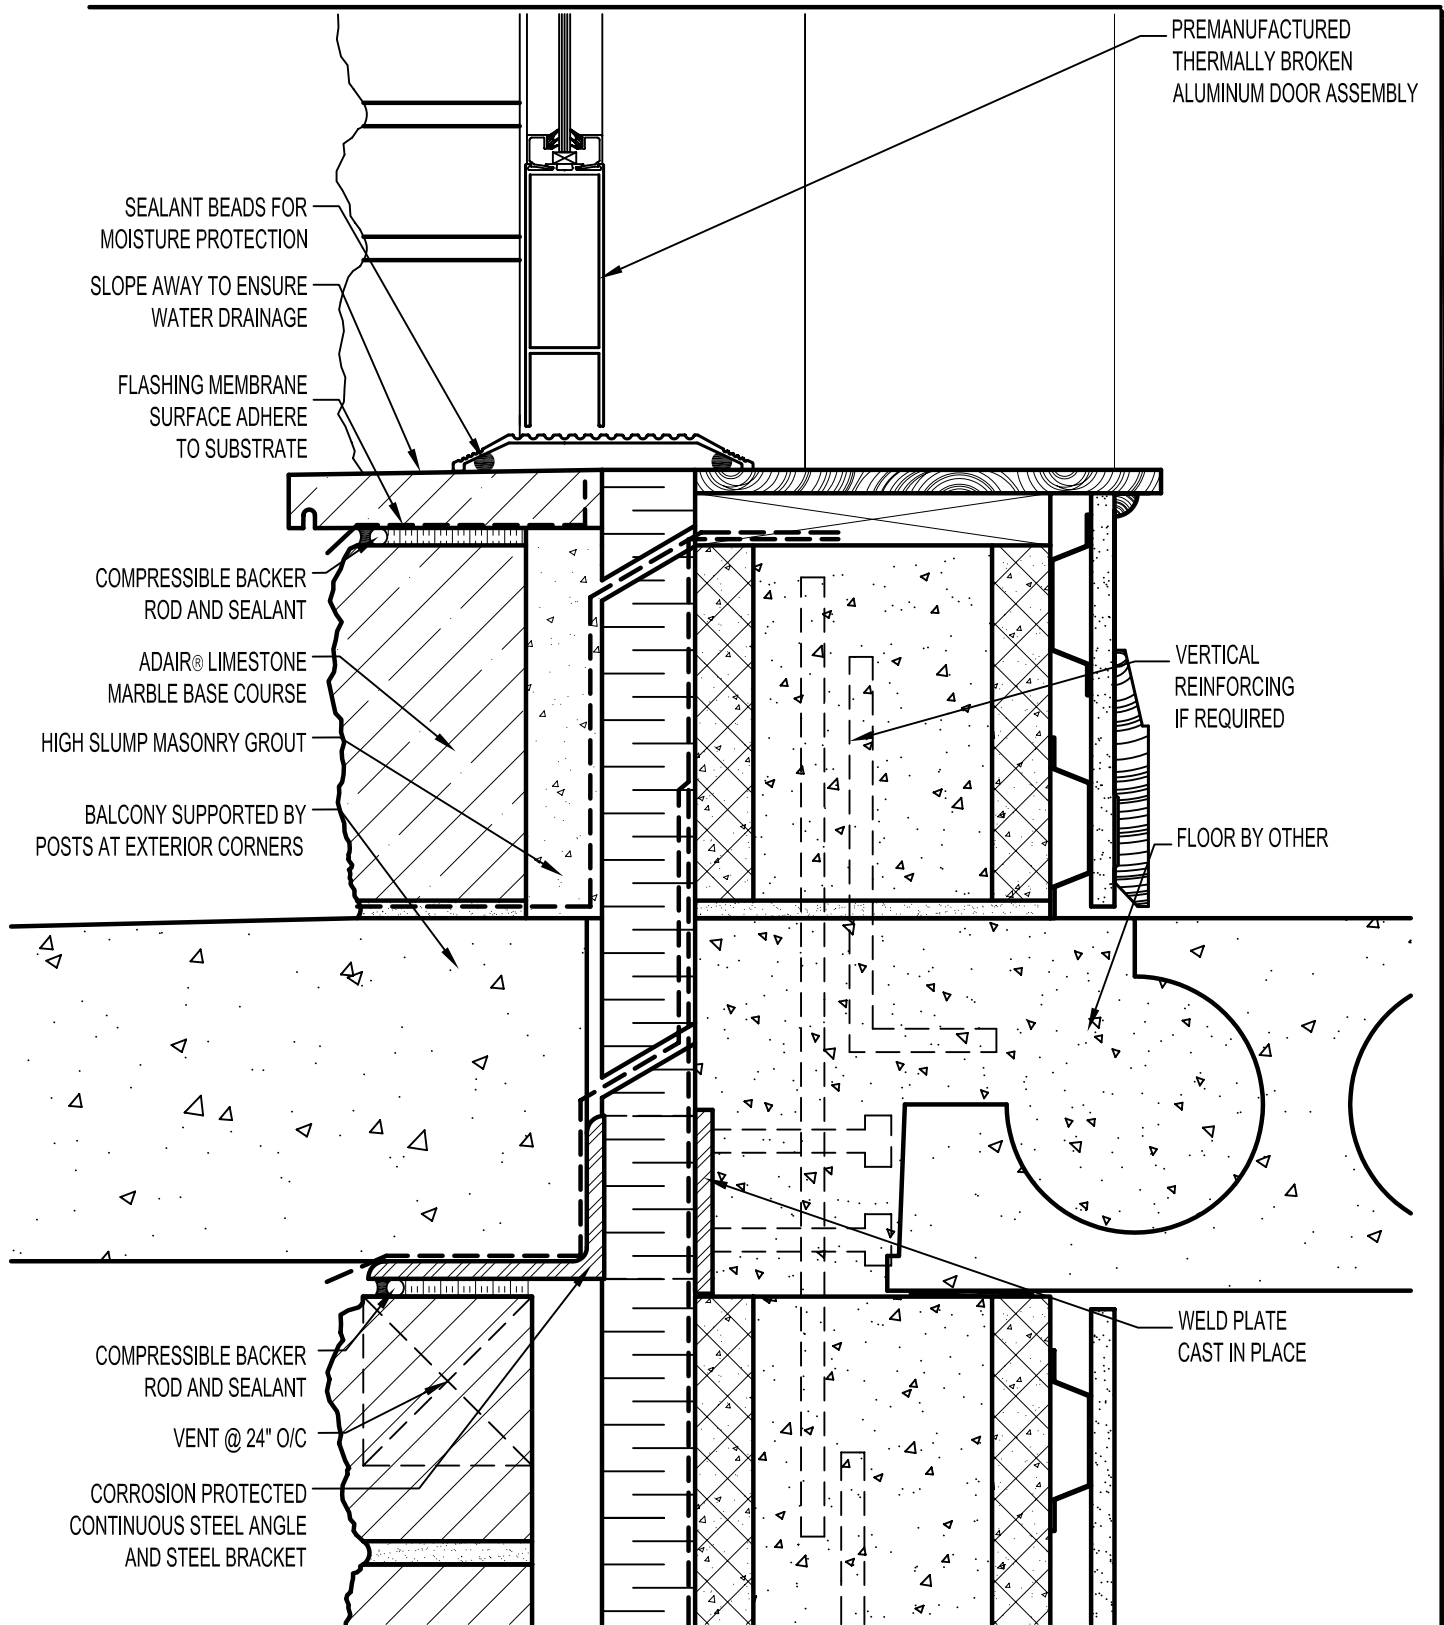 PREMANUFACTURED
THERMALLY BROKEN
ALUMINUM DOOR ASSEMBLY
SEALANT BEADS FOR
MOISTURE PROTECTION
SLOPE AWAY TO ENSURE
WATER DRAINAGE
FLASHING MEMBRANE
SURFACE ADHERE
TO SUBSTRATE
COMPRESSIBLE BACKER
ROD AND SEALANT
ADAIR® LIMESTONE
MARBLE BASE COURSE
HIGH SLUMP MASONRY GROUT
BALCONY SUPPORTED BY
POSTS AT EXTERIOR CORNERS
VERTICAL
REINFORCING
IF REQUIRED
FLOOR BY OTHER
COMPRESSIBLE BACKER
ROD AND SEALANT
VENT @ 24" O/C
CORROSION PROTECTED
CONTINUOUS STEEL ANGLE
AND STEEL BRACKET
WELD PLATE
CAST IN PLACE